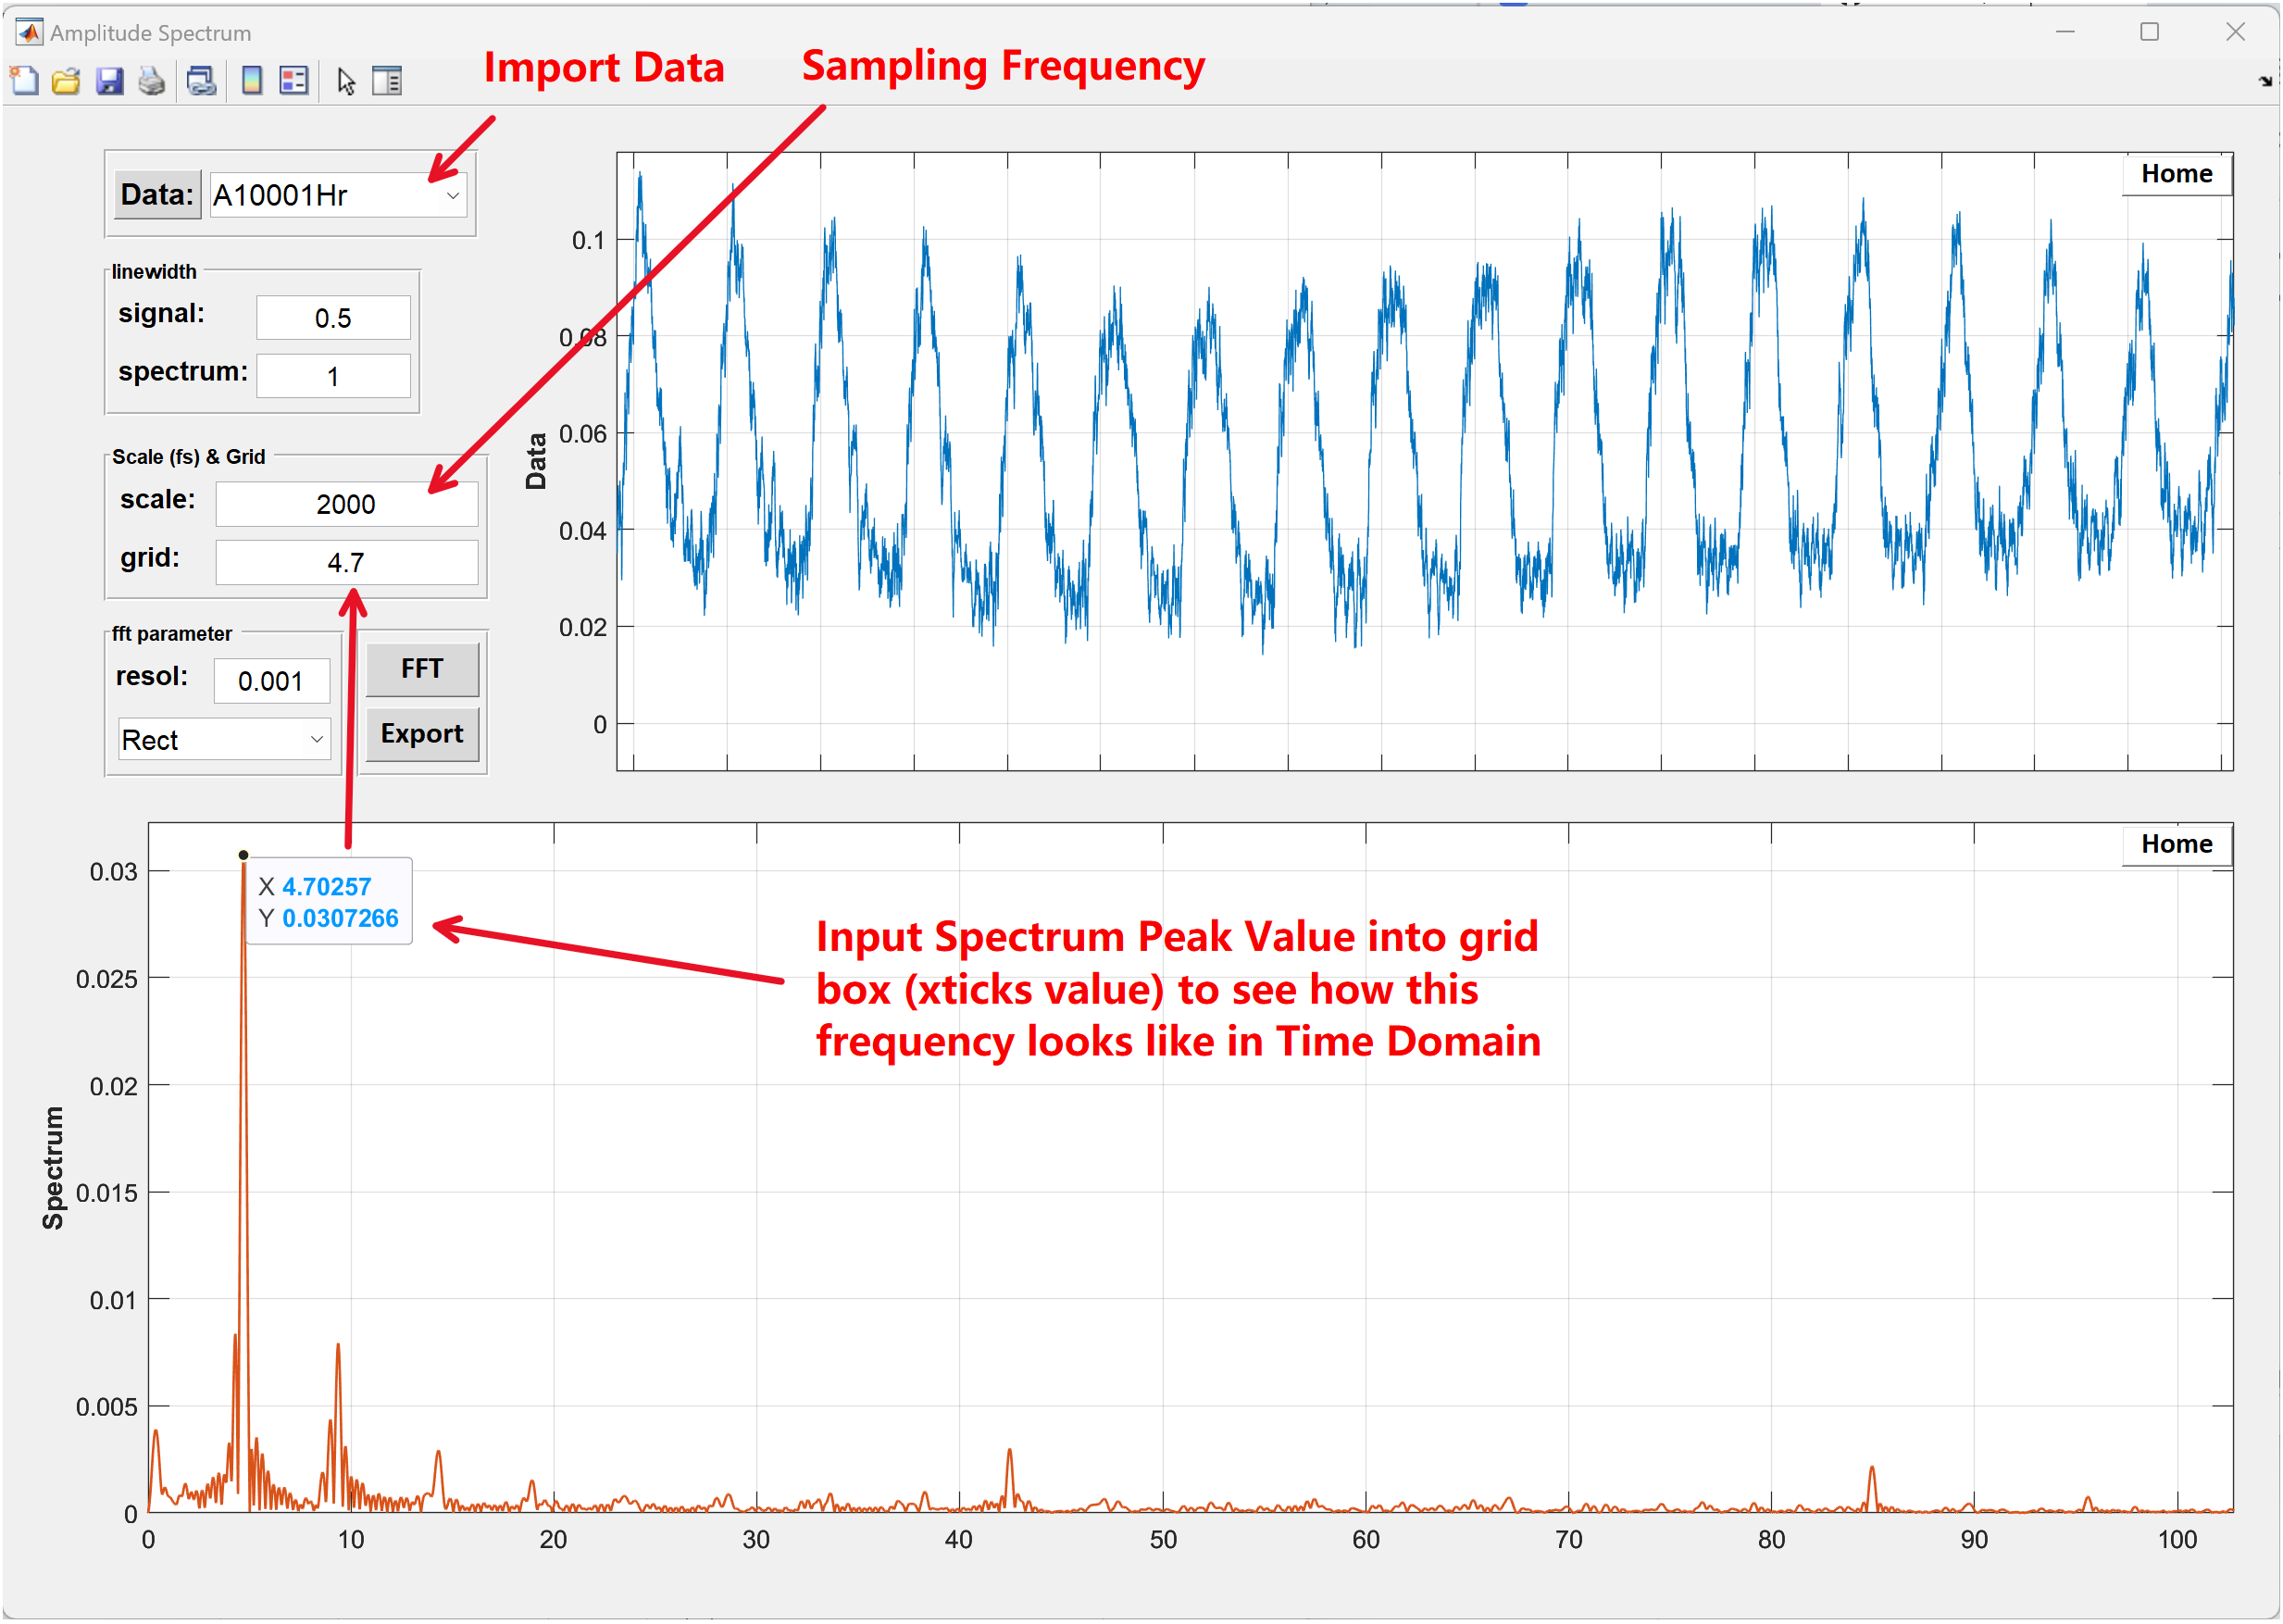 Amplitude Spectrum
Import Data
Sampling Frequency
Data:
A10001Hr
linewidth
signal:
0.5
spectrum:
1
Scale (fs) & Grid
scale:
2000
grid:
4.7
fft parameter
resol:
0.001
Rect
FFT
Export
Home
0.1
0.08
0.06
0.04
0.02
0
Data
Home
X 4.70257
Y 0.0307266
Input Spectrum Peak Value into grid
box (xticks value) to see how this
frequency looks like in Time Domain
0.03
0.025
0.02
0.015
0.01
0.005
0
Spectrum
0 10 20 30 40 50 60 70 80 90 100